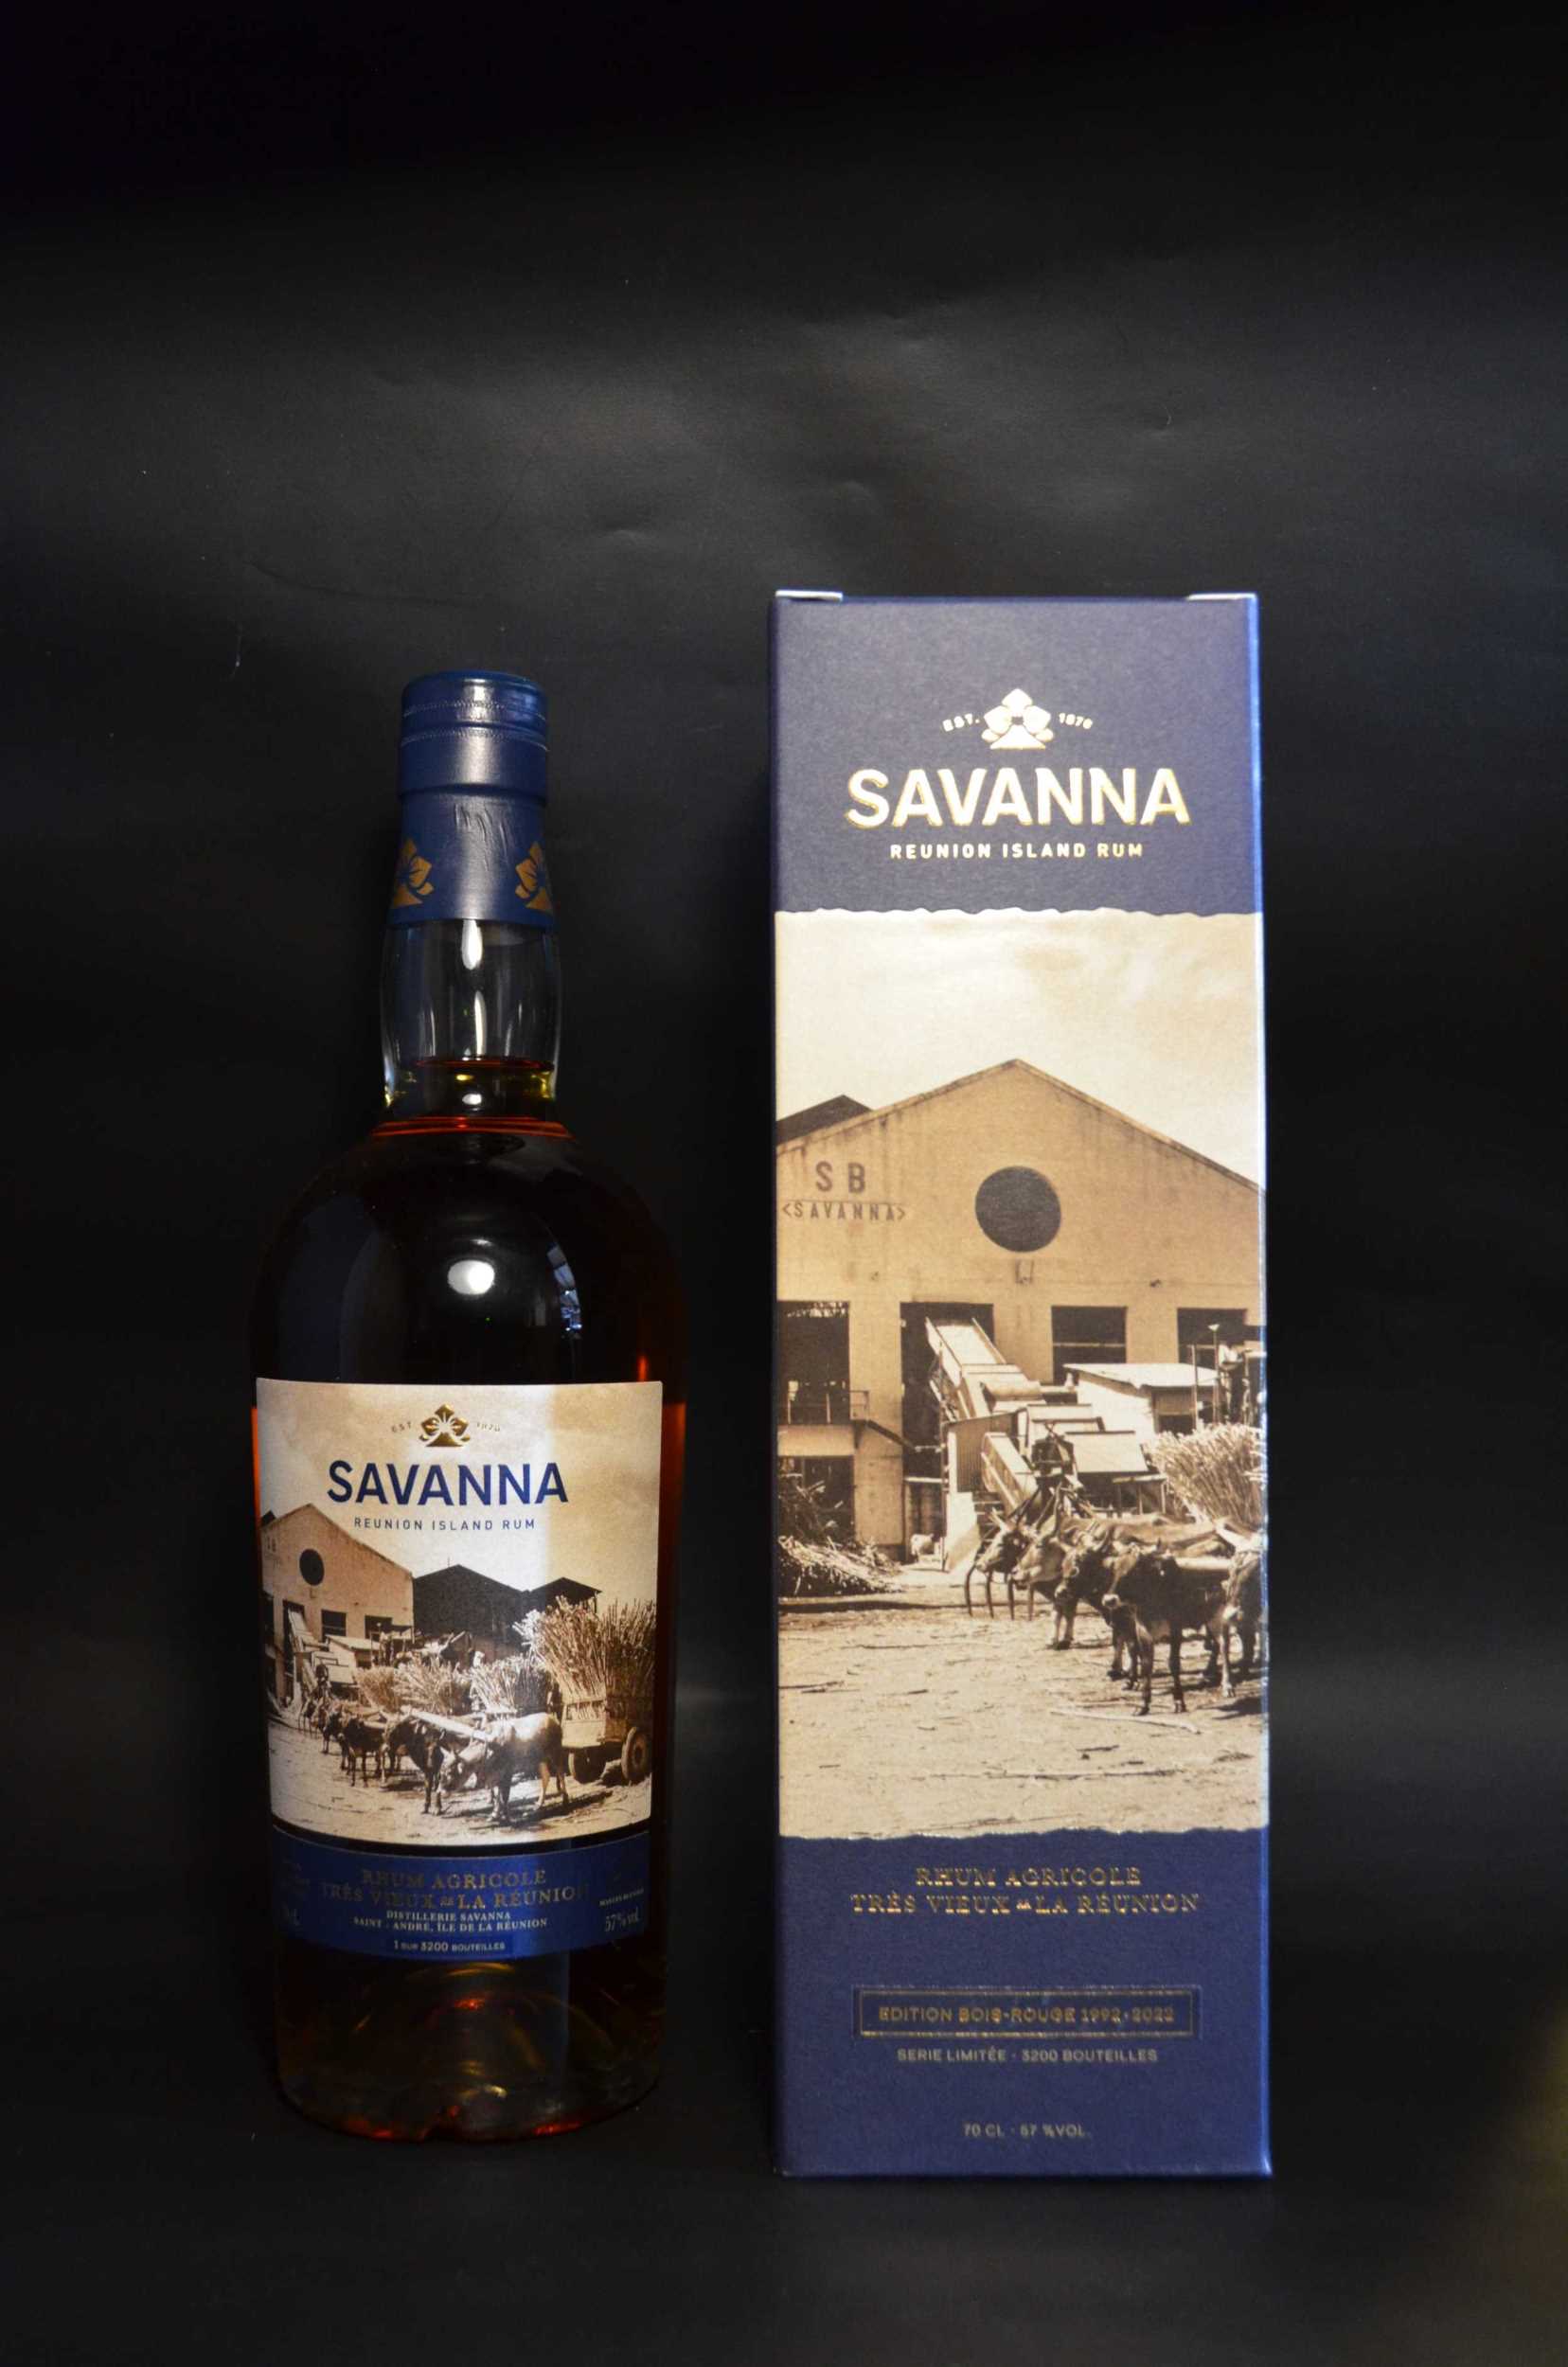 EST. 1870
SAVANNA
REUNION ISLAND RUM
RHUM AGRICOLE
TRÈS VIEUX DE LA RÉUNION
DISTILLERIE SAVANNA
SAINT - ANDRÉ, ÎLE DE LA RÉUNION
57% vol.
1 SUR 3200 BOUTEILLES
EST. 1870
SAVANNA
REUNION ISLAND RUM
S B
<SAVANNA>
RHUM AGRICOLE
TRÈS VIEUX DE LA RÉUNION
EDITION BOIS-ROUGE 1992-2022
SERIE LIMITÉE - 3200 BOUTEILLES
70 CL - 57 %VOL.